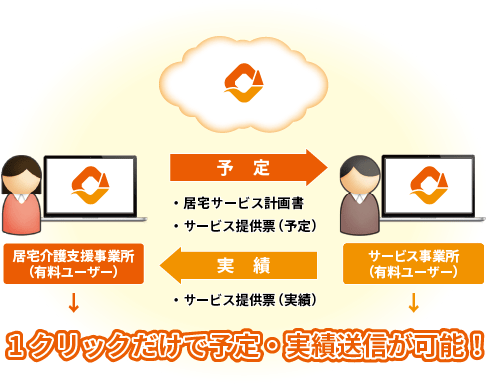 予 定
・居宅サービス計画書
・サービス提供票（予定）
居宅介護支援事業所
（有料ユーザー）
サービス事業所
（有料ユーザー）
実 績
・サービス提供票（実績）
１クリックだけで予定・実績送信が可能！